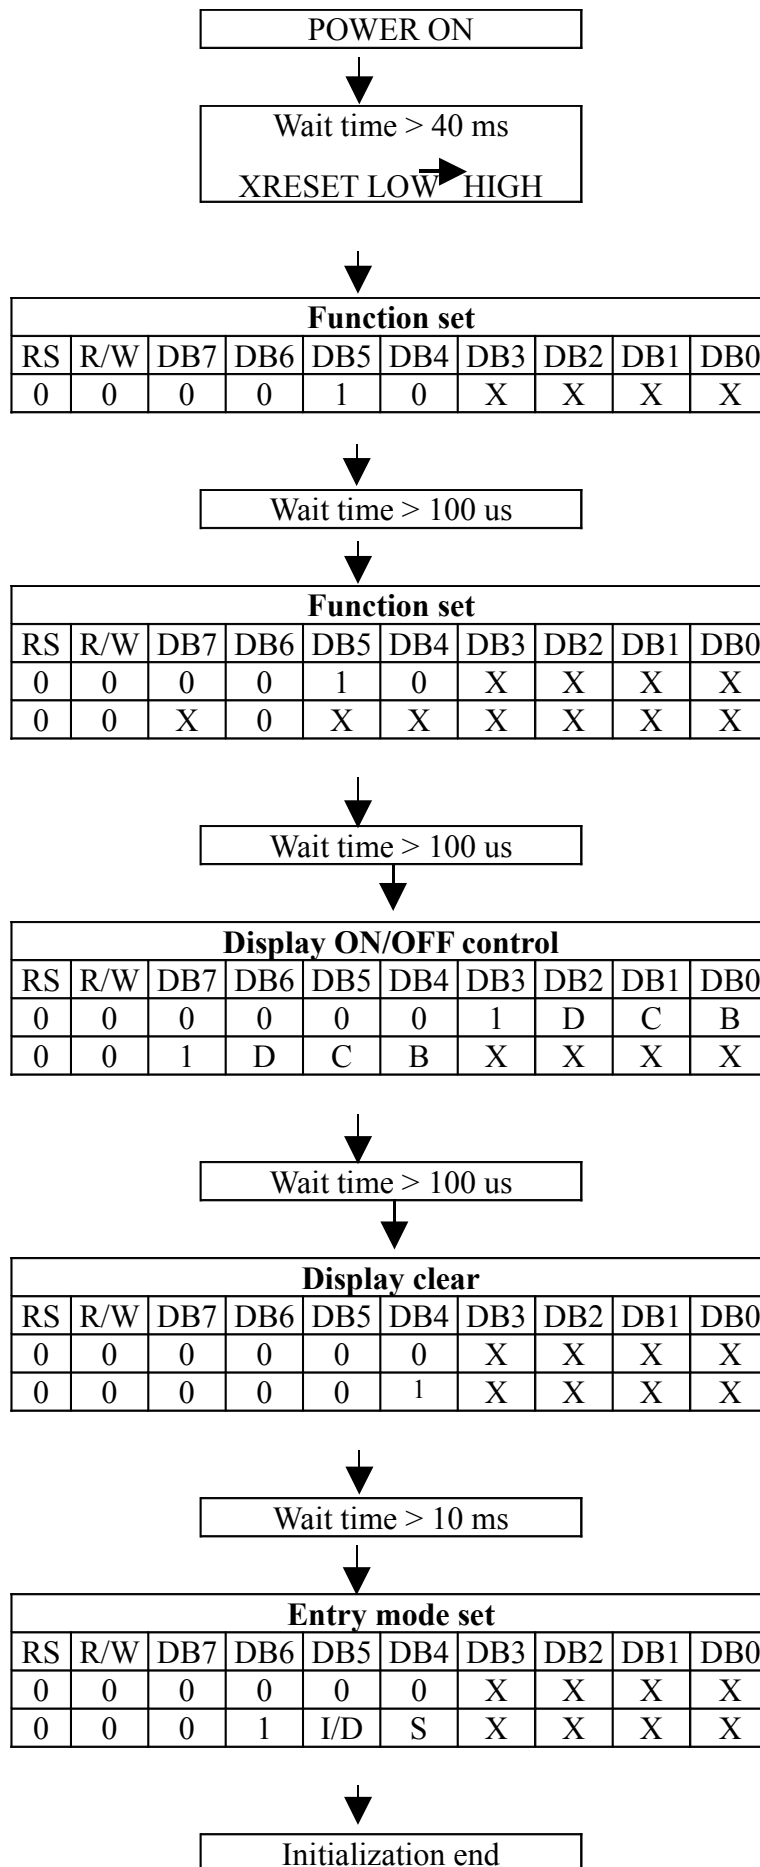 POWER ON
Wait time > 40 ms
XRESET LOW HIGH
Function set
RS R/W DB7 DB6 DB5 DB4 DB3 DB2 DB1 DB0
0 0 0 0 1 0 X X X X
Wait time > 100 us
Function set
RS R/W DB7 DB6 DB5 DB4 DB3 DB2 DB1 DB0
0 0 0 0 1 0 X X X X
0 0 X 0 X X X X X X
Wait time > 100 us
Display ON/OFF control
RS R/W DB7 DB6 DB5 DB4 DB3 DB2 DB1 DB0
0 0 0 0 0 0 1 D C B
0 0 1 D C B X X X X
Wait time > 100 us
Display clear
RS R/W DB7 DB6 DB5 DB4 DB3 DB2 DB1 DB0
0 0 0 0 0 0 X X X X
0 0 0 0 0 1 X X X X
Wait time > 10 ms
Entry mode set
RS R/W DB7 DB6 DB5 DB4 DB3 DB2 DB1 DB0
0 0 0 0 0 0 X X X X
0 0 0 1 I/D S X X X X
Initialization end